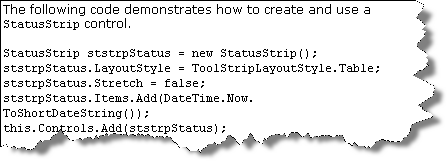 The following code demonstrates how to create and use a
StatusStrip control.
StatusStrip ststrpStatus = new StatusStrip();
ststrpStatus.LayoutStyle = ToolStripLayoutStyle.Table;
ststrpStatus.Stretch = false;
ststrpStatus.Items.Add(DateTime.Now.
ToShortDateString());
this.Controls.Add(ststrpStatus);